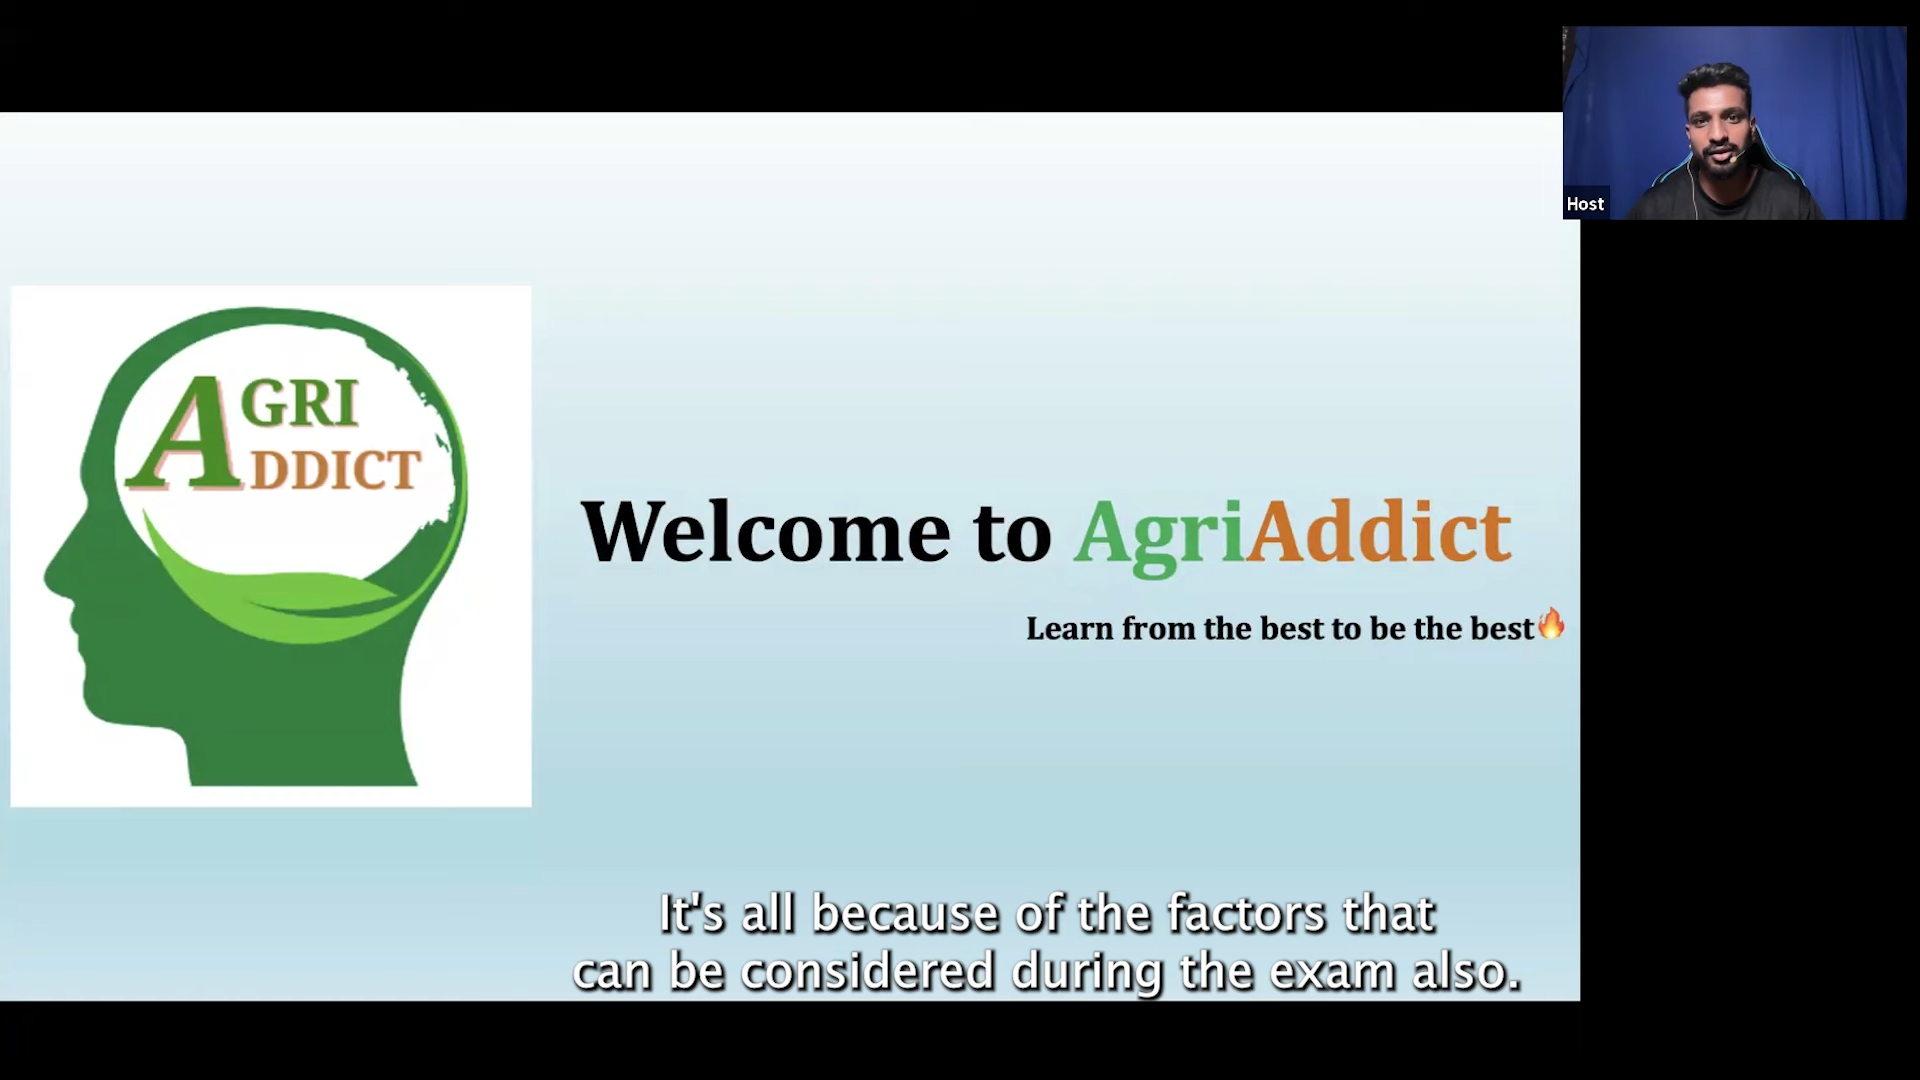 Host
AGRI
ADDICT
Welcome to AgriAddict
Learn from the best to be the best🔥
It's all because of the factors that
can be considered during the exam also.